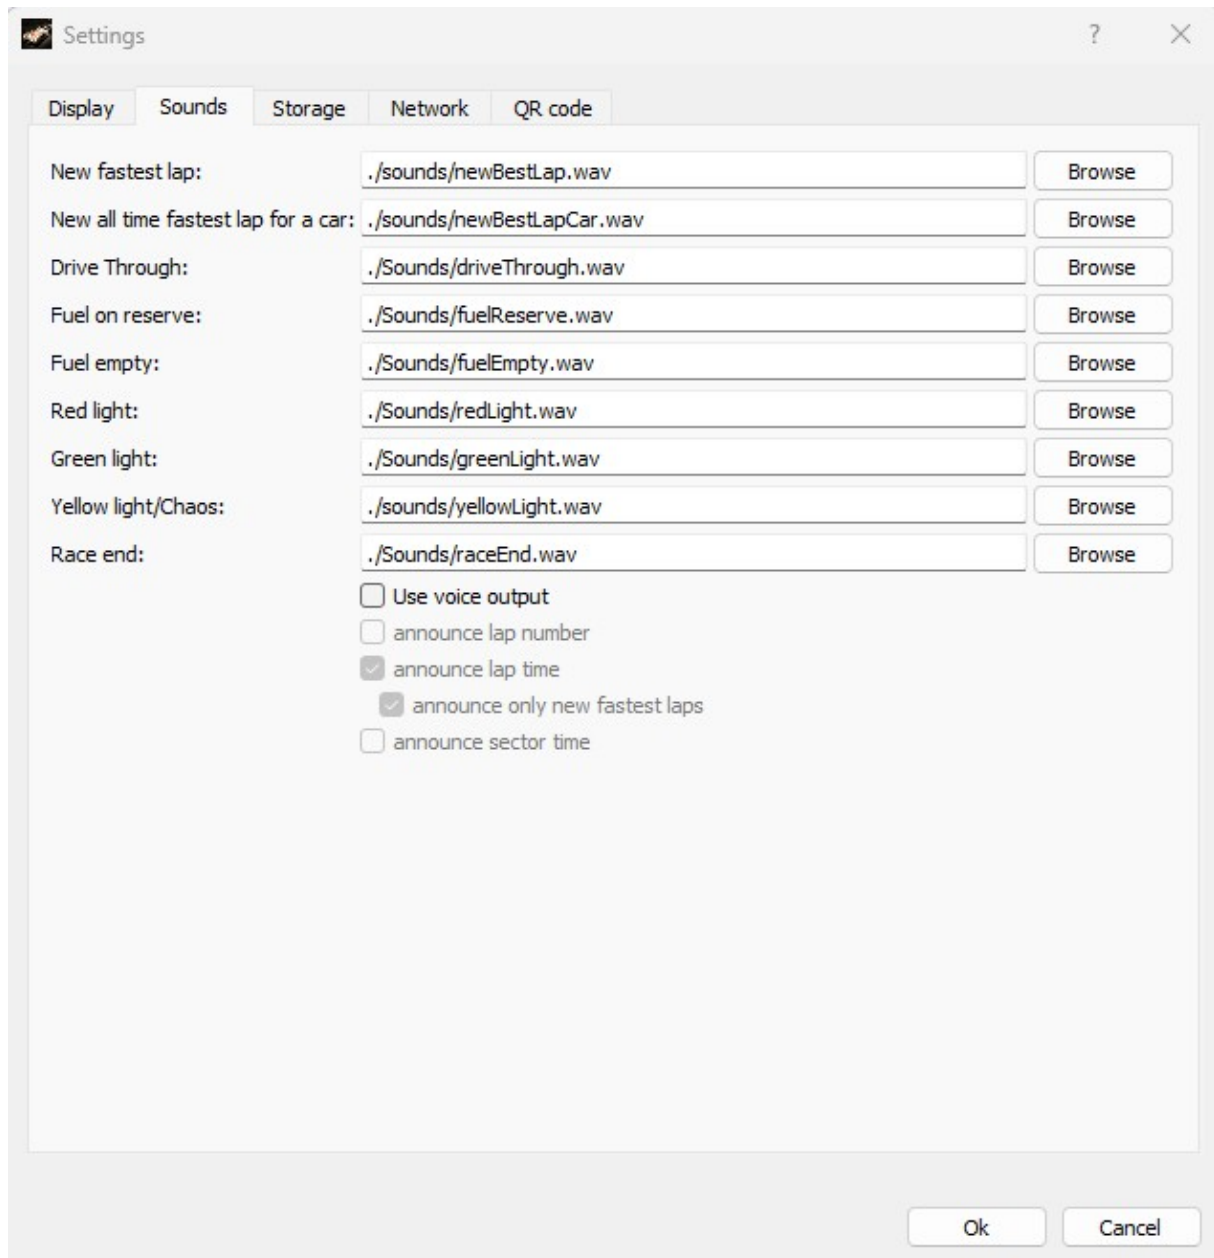 Settings ?
Display Sounds Storage Network QR code
New fastest lap: ./sounds/newBestLap.wav Browse
New all time fastest lap for a car: ./sounds/newBestLapCar.wav Browse
Drive Through: ./Sounds/driveThrough.wav Browse
Fuel on reserve: ./Sounds/fuelReserve.wav Browse
Fuel empty: ./Sounds/fuelEmpty.wav Browse
Red light: ./Sounds/redLight.wav Browse
Green light: ./Sounds/greenLight.wav Browse
Yellow light/Chaos: ./sounds/yellowLight.wav Browse
Race end: ./Sounds/raceEnd.wav Browse
Use voice output
announce lap number
announce lap time
announce only new fastest laps
announce sector time
Ok Cancel